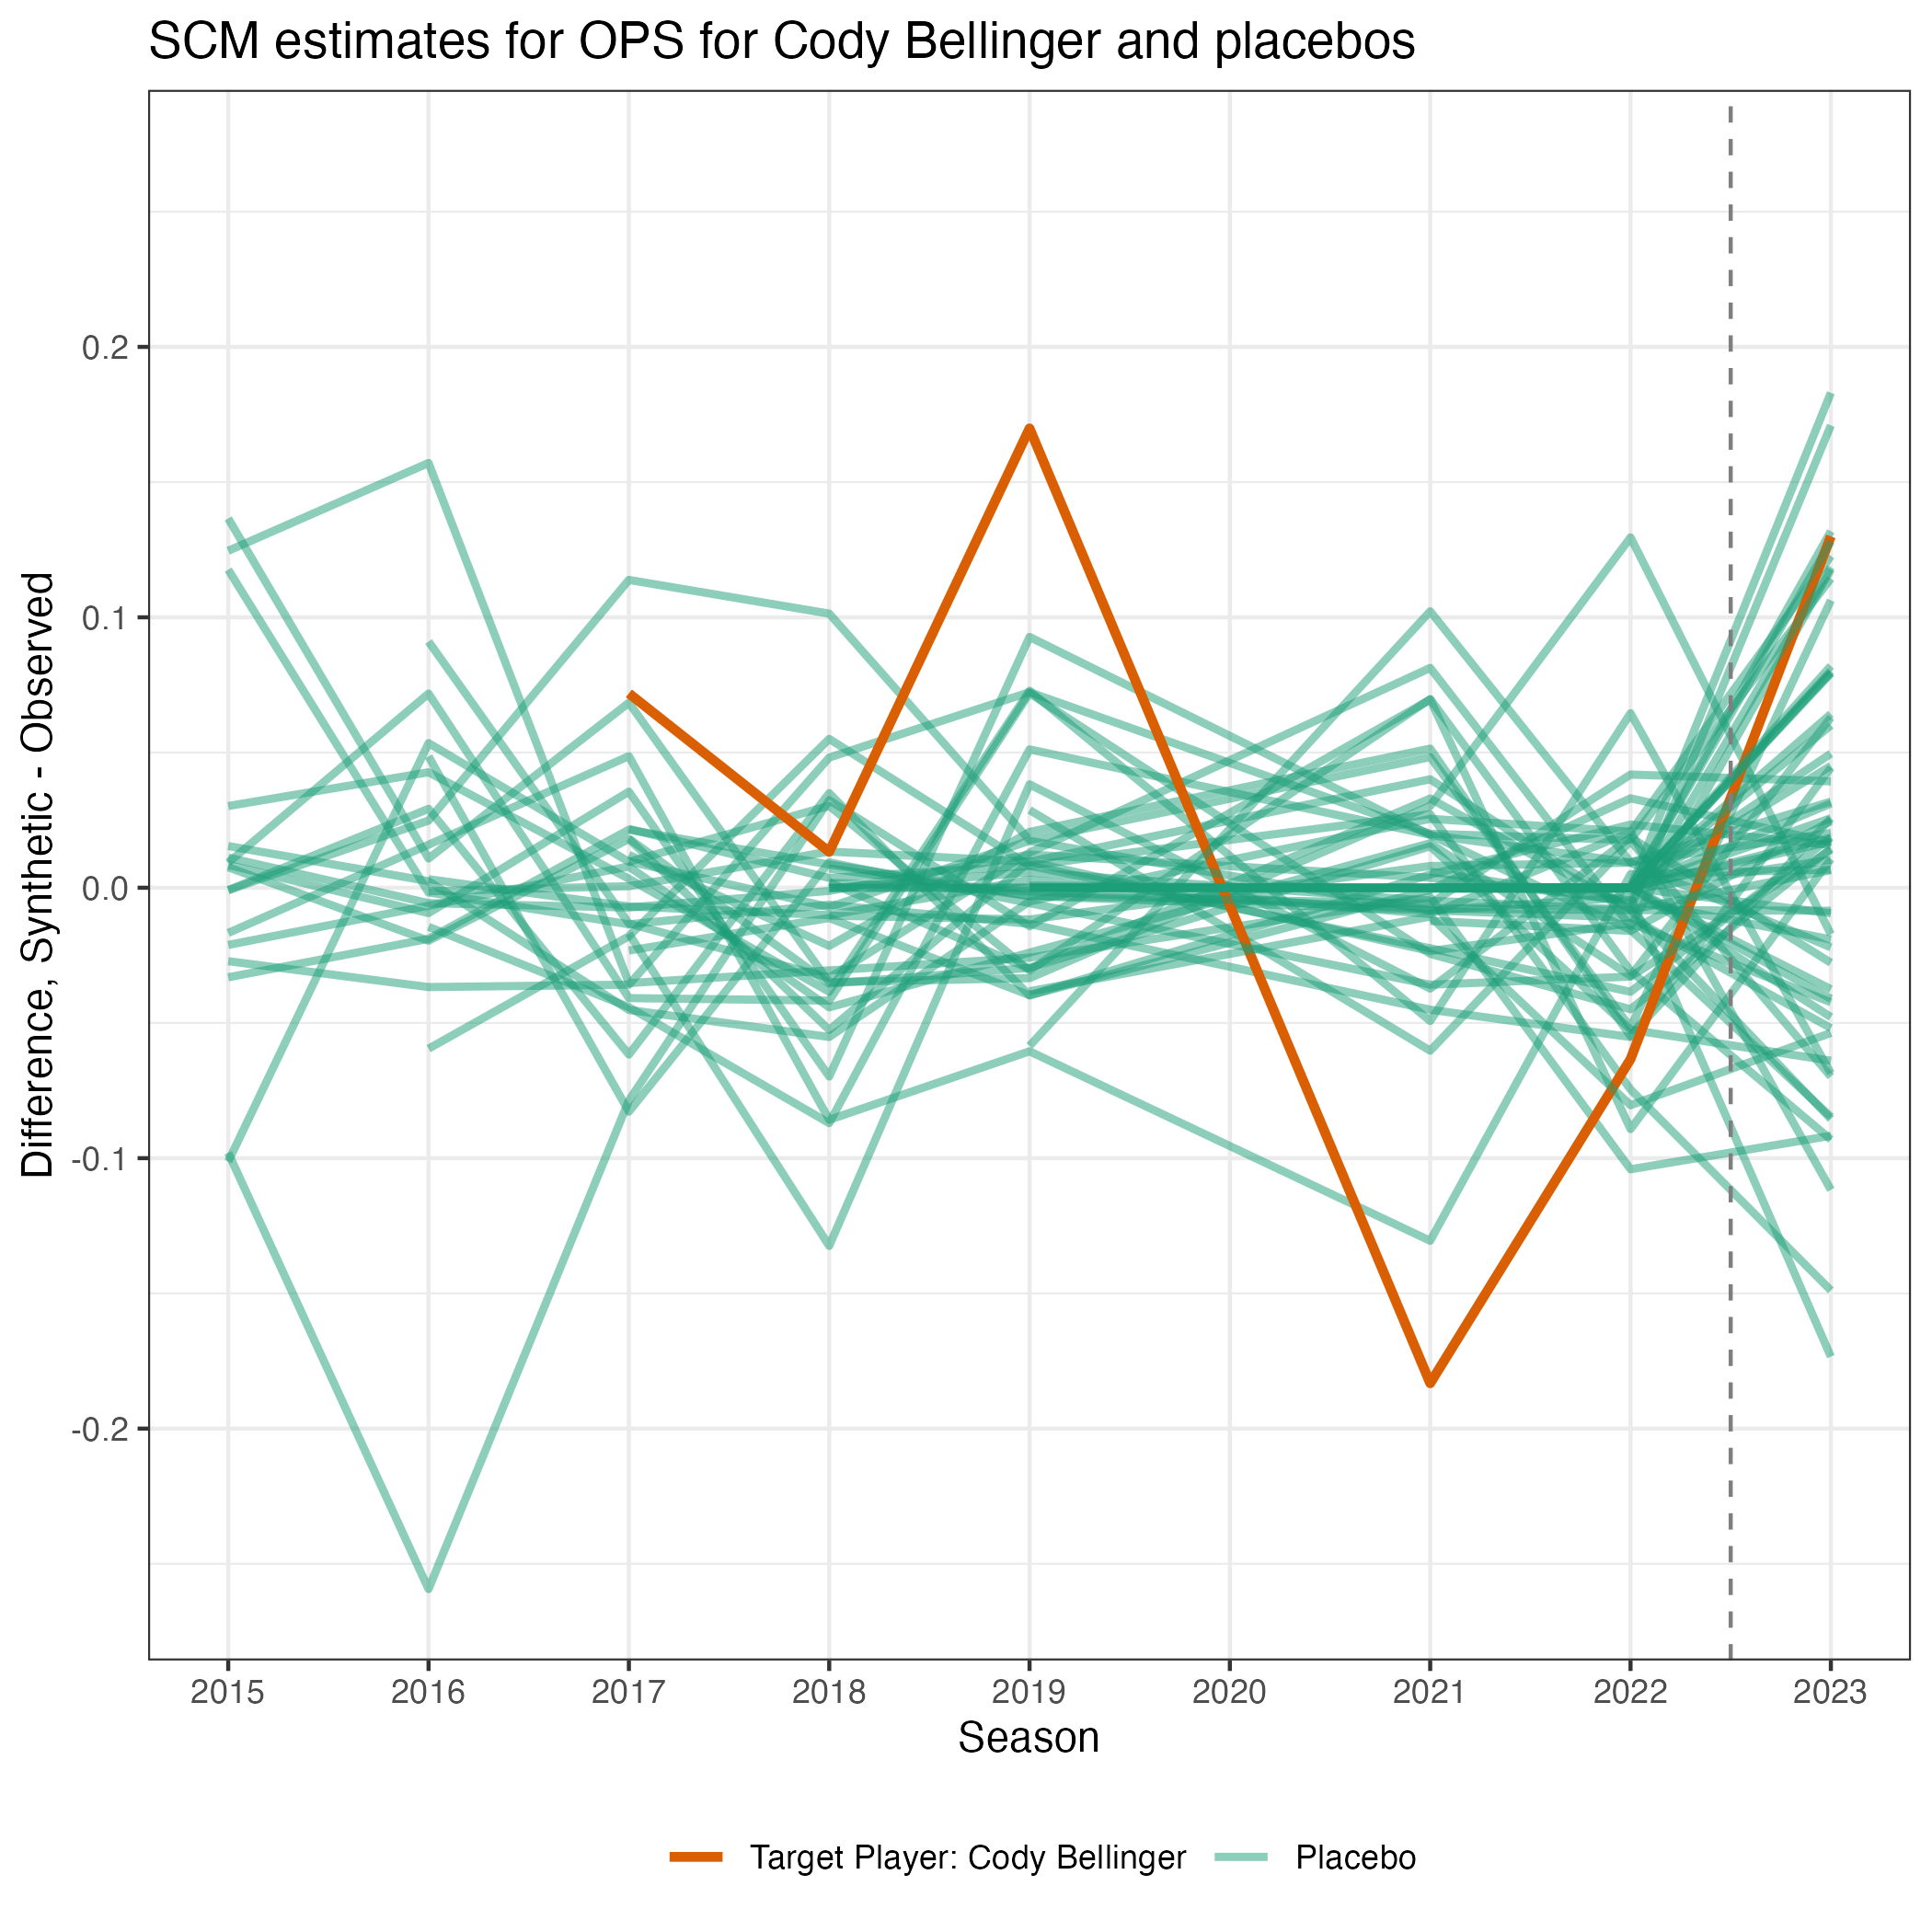 SCM estimates for OPS for Cody Bellinger and placebos
Difference, Synthetic - Observed
0.2
0.1
0.0
-0.1
-0.2
2015 2016 2017 2018 2019 2020 2021 2022 2023
Season
Target Player: Cody Bellinger Placebo